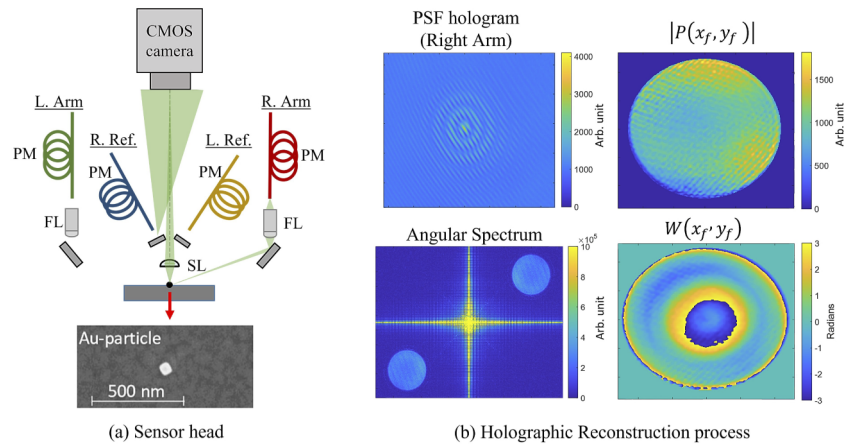 CMOS
camera
L. Arm
R. Arm
R. Ref.
L. Ref.
PM
PM
PM
PM
FL
FL
SL
Au-particle
500 nm
(a) Sensor head
PSF hologram
(Right Arm)
4000
3000
2000
1000
0
Arb. unit
|P(x_f, y_f)|
1500
1000
500
0
Arb. unit
Angular Spectrum
×10⁵
10
8
6
4
2
0
Arb. unit
W(x_f, y_f)
3
2
1
0
-1
-2
-3
Radians
(b) Holographic Reconstruction process